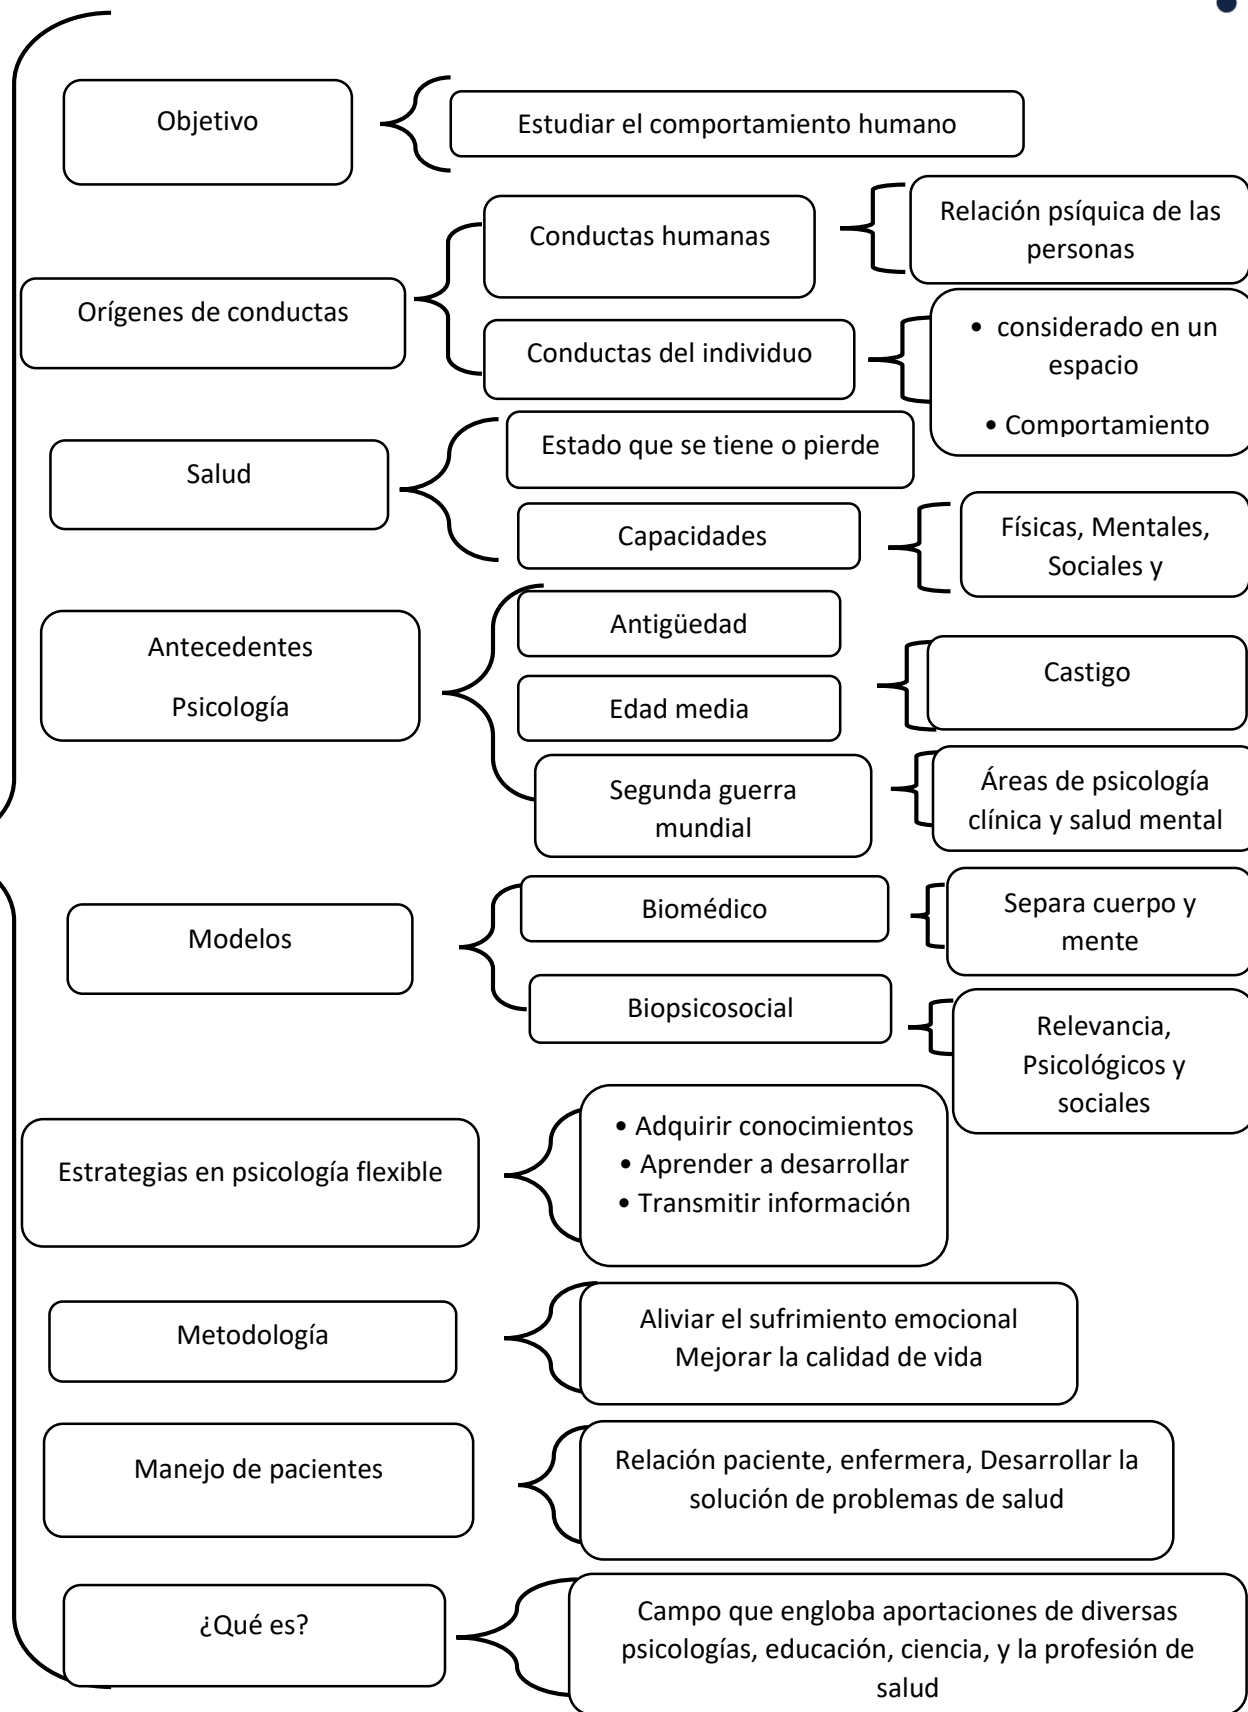 Objetivo
Estudiar el comportamiento humano
Orígenes de conductas
Conductas humanas
Relación psíquica de las
personas
Conductas del individuo
• considerado en un
espacio
• Comportamiento
Salud
Estado que se tiene o pierde
Capacidades
Físicas, Mentales,
Sociales y
Antecedentes
Psicología
Antigüedad
Edad media
Castigo
Segunda guerra
mundial
Áreas de psicología
clínica y salud mental
Modelos
Biomédico
Separa cuerpo y
mente
Biopsicosocial
Relevancia,
Psicológicos y
sociales
Estrategias en psicología flexible
• Adquirir conocimientos
• Aprender a desarrollar
• Transmitir información
Metodología
Aliviar el sufrimiento emocional
Mejorar la calidad de vida
Manejo de pacientes
Relación paciente, enfermera, Desarrollar la
solución de problemas de salud
¿Qué es?
Campo que engloba aportaciones de diversas
psicologías, educación, ciencia, y la profesión de
salud